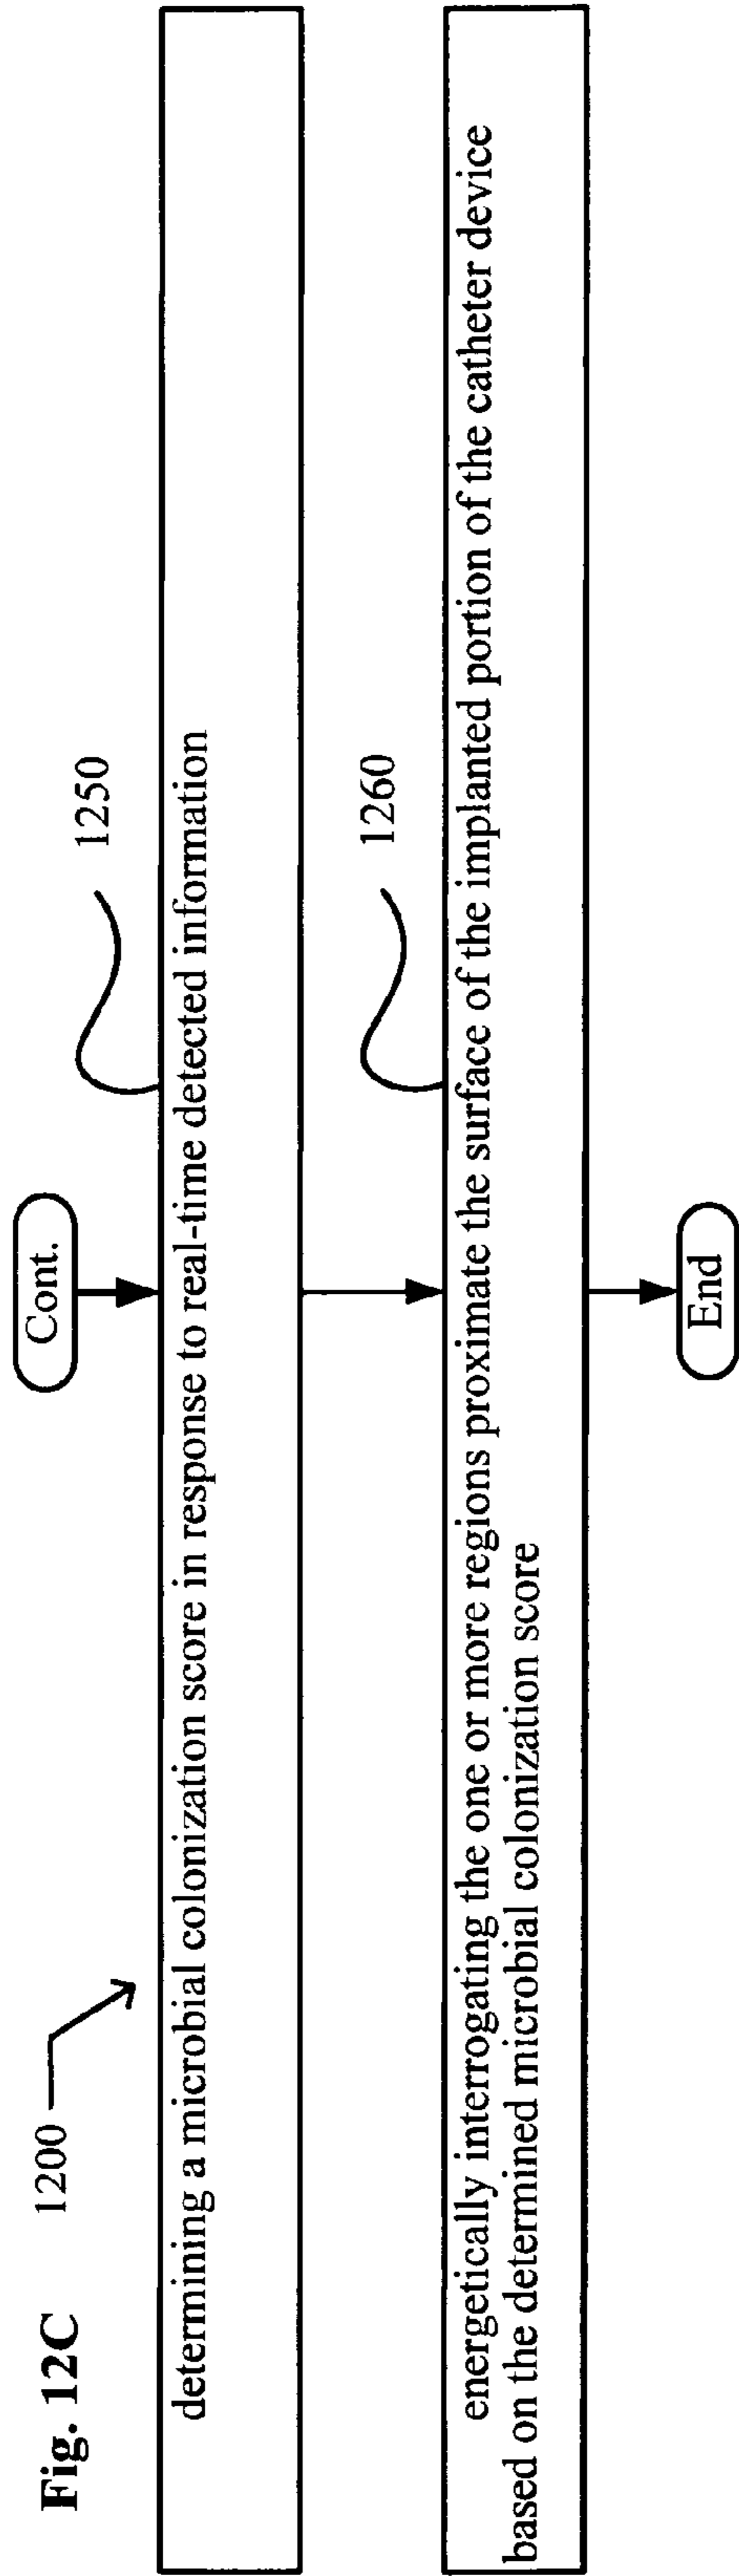 Fig. 12C
1200
Cont.
1250
determining a microbial colonization score in response to real-time detected information
1260
energetically interrogating the one or more regions proximate the surface of the implanted portion of the catheter device
based on the determined microbial colonization score
End